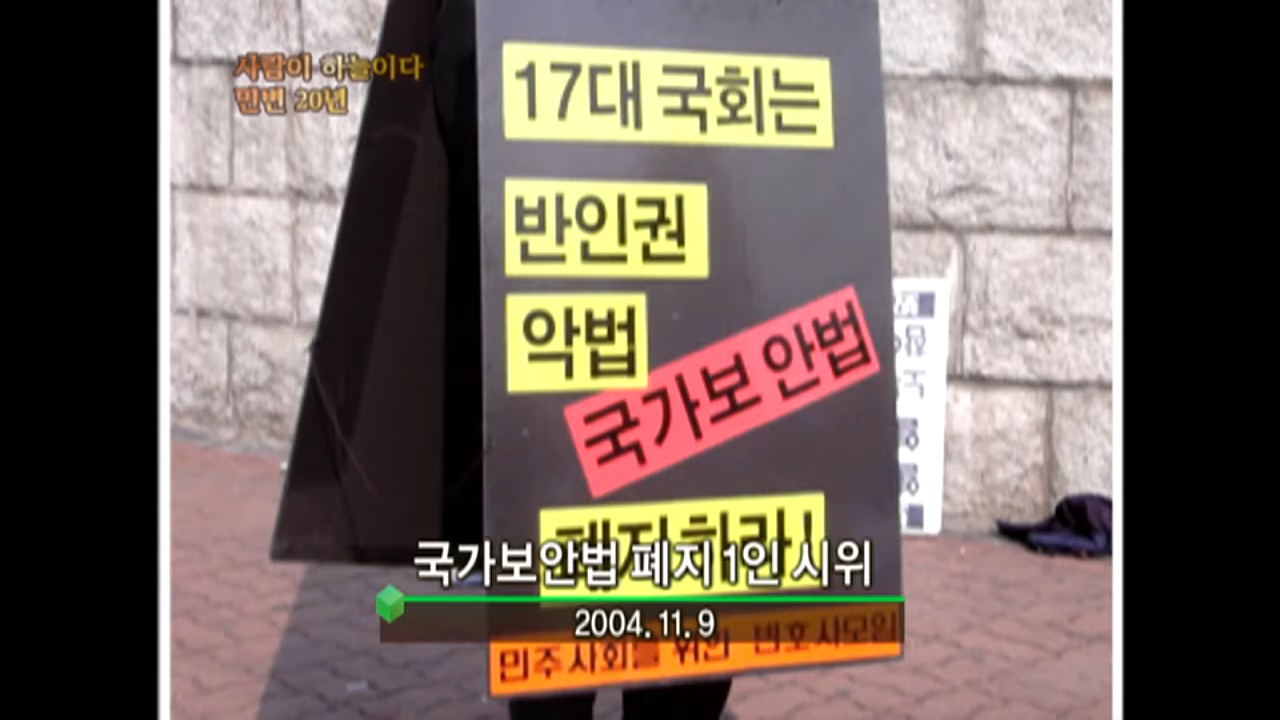 사람이 하늘이다
민변 20년
17대 국회는
반인권
악법
국가보안법
폐지하라!
국가보안법 폐지 1인 시위
2004.11.9
민주사회를 위한 변호사모임